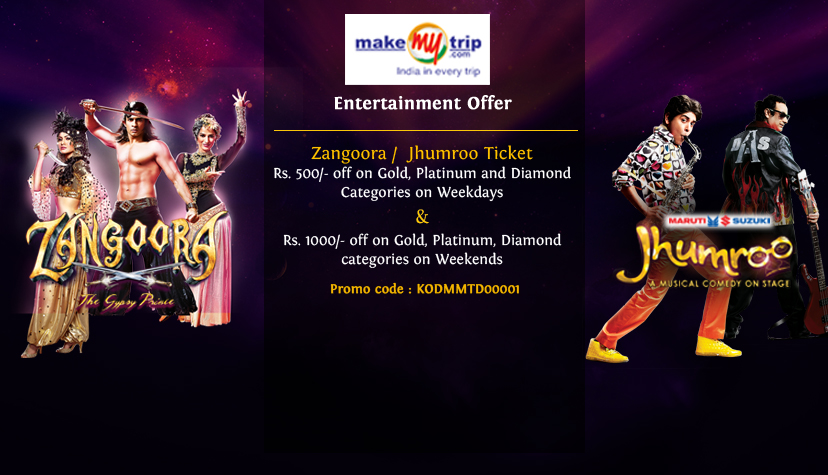 make my trip
.com
India in every trip
Entertainment Offer
Zangoora / Jhumroo Ticket
Rs. 500/- off on Gold, Platinum and Diamond
Categories on Weekdays
&
Rs. 1000/- off on Gold, Platinum, Diamond
categories on Weekends
Promo code : KODMMTD00001
ZANGOORA
The Gypsy Prince
MARUTI SUZUKI
Jhumroo
A MUSICAL COMEDY ON STAGE